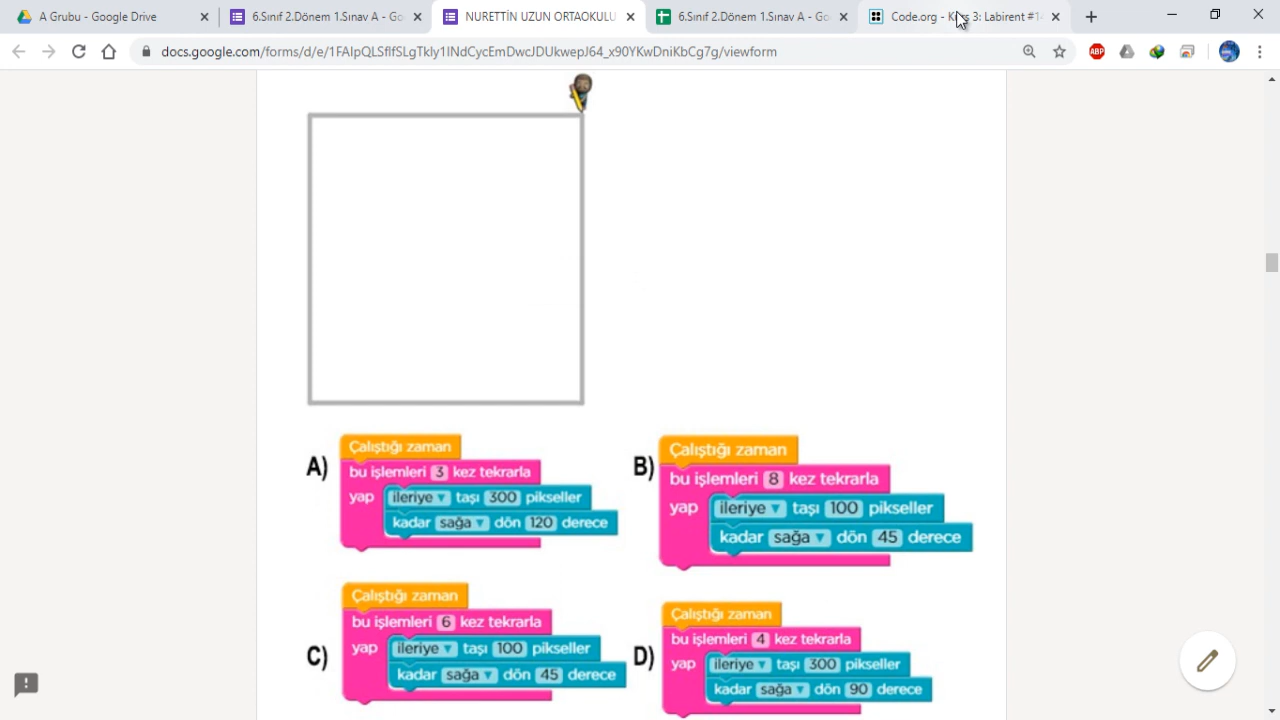 A Grubu - Google Drive
6.Sınıf 2.Dönem 1.Sınav A - G
NURETTİN UZUN ORTAOKULU
6.Sınıf 2.Dönem 1.Sınav A - Go
Code.org - 3: Labirent #1
docs.google.com/forms/d/e/1FAIpQLSflfSLgTkly1lNdCycEmDwcJDUkwepJ64_x90YKwDniKbCg7g/viewform
ABP
A)
Çalıştığı zaman
bu işlemleri 3 kez tekrarla
yap ileriye taşı 300 pikseller
kadar sağa dön 120 derece
B)
Çalıştığı zaman
bu işlemleri 8 kez tekrarla
yap ileriye taşı 100 pikseller
kadar sağa dön 45 derece
C)
Çalıştığı zaman
bu işlemleri 6 kez tekrarla
yap ileriye taşı 100 pikseller
kadar sağa dön 45 derece
D)
Çalıştığı zaman
bu işlemleri 4 kez tekrarla
yap ileriye taşı 300 pikseller
kadar sağa dön 90 derece